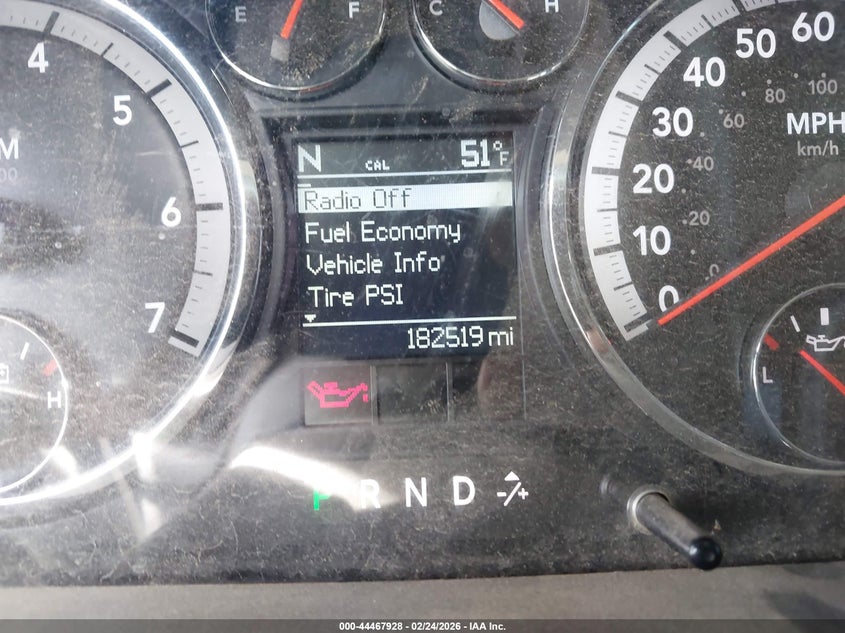 E F
C H
4
5
6
7
H
N CAL 51°F
Radio Off
Fuel Economy
Vehicle Info
Tire PSI
182519 mi
P R N D -/+
60
50
40
30
20
10
0
100
80
60
40
20
0
MPH
km/h
L
000-44467928 - 02/24/2026 - IAA Inc.